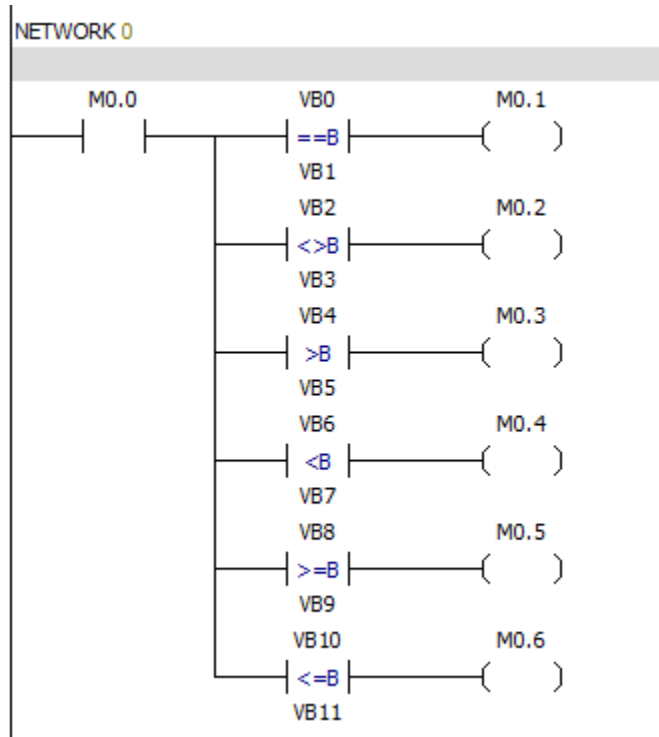 NETWORK 0
M0.0 VB0 M0.1
==B
VB1
VB2 M0.2
<>B
VB3
VB4 M0.3
>B
VB5
VB6 M0.4
<B
VB7
VB8 M0.5
>=B
VB9
VB10 M0.6
<=B
VB11